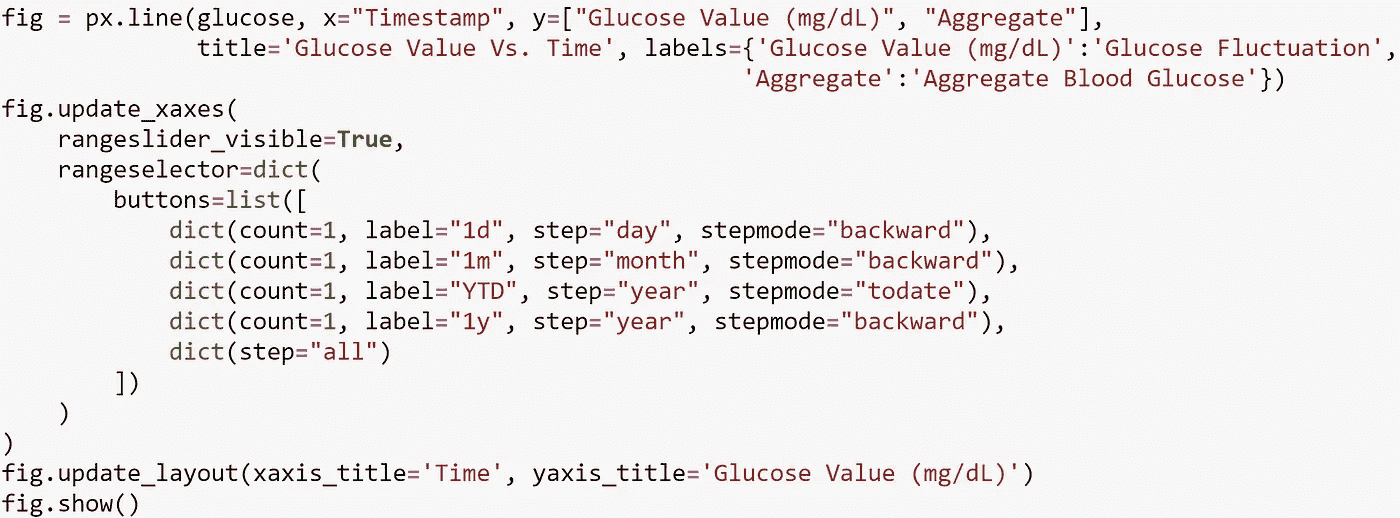 fig = px.line(glucose, x="Timestamp", y=["Glucose Value (mg/dL)", "Aggregate"],
              title='Glucose Value Vs. Time', labels={'Glucose Value (mg/dL)':'Glucose Fluctuation',
                                                     'Aggregate':'Aggregate Blood Glucose'})
fig.update_xaxes(
    rangeslider_visible=True,
    rangeselector=dict(
        buttons=list([
            dict(count=1, label="1d", step="day", stepmode="backward"),
            dict(count=1, label="1m", step="month", stepmode="backward"),
            dict(count=1, label="YTD", step="year", stepmode="todate"),
            dict(count=1, label="1y", step="year", stepmode="backward"),
            dict(step="all")
        ])
    )
)
fig.update_layout(xaxis_title='Time', yaxis_title='Glucose Value (mg/dL)')
fig.show()